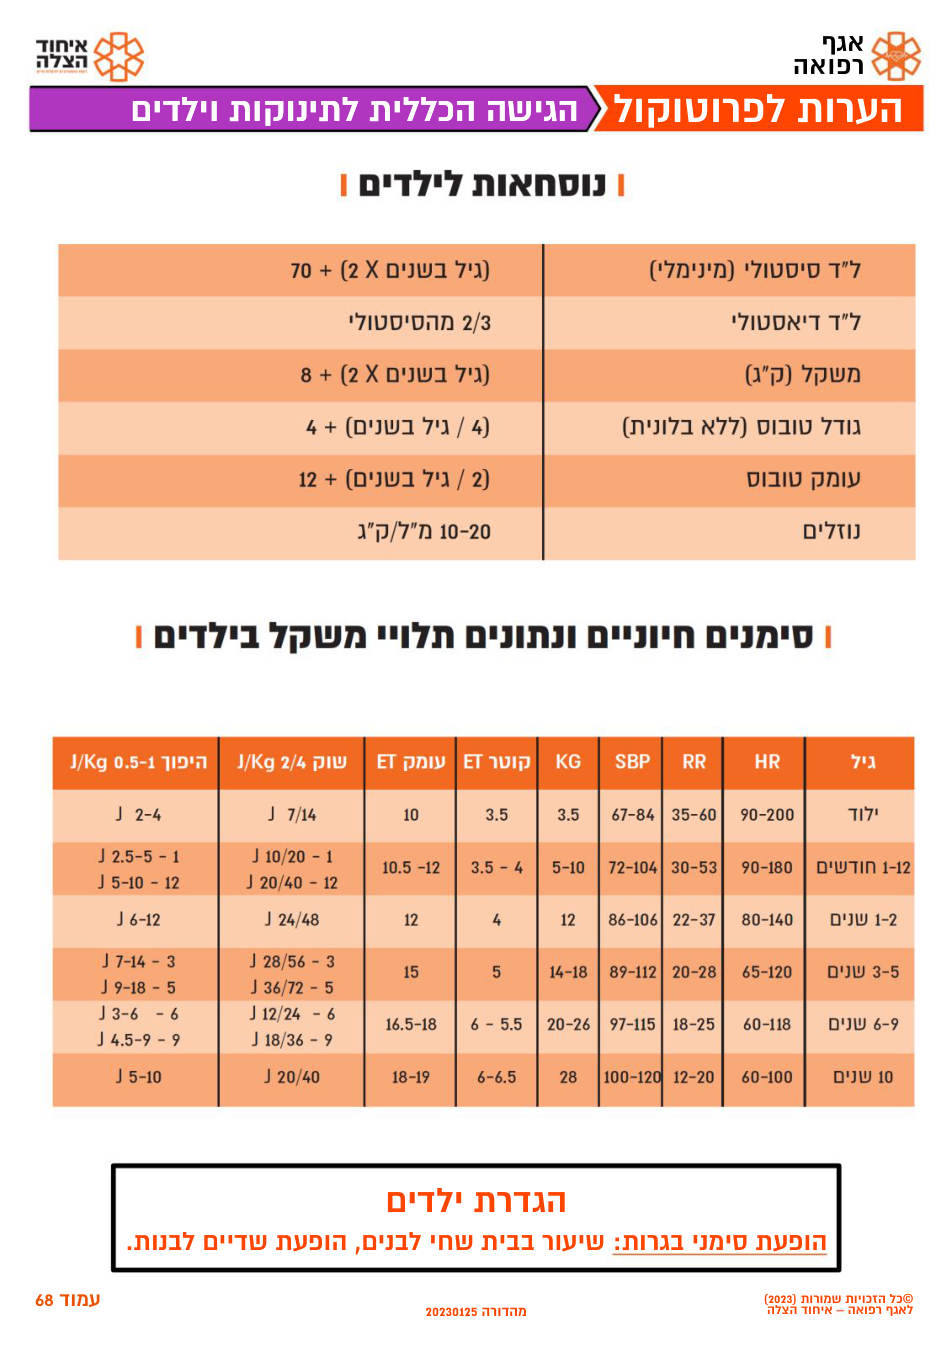 אגף
רפואה
איחוד
הצלה
הערות לפרוטוקול
הגישה הכללית לתינוקות וילדים
נוסחאות לילדים
ל"ד סיסטולי (מינימלי) (גיל בשנים X 2) + 70
ל"ד דיאסטולי 2/3 מהסיסטולי
משקל (ק"ג) (גיל בשנים X 2) + 8
גודל טובוס (ללא בלונית) (4 / גיל בשנים) + 4
עומק טובוס (2 / גיל בשנים) + 12
נוזלים 10-20 מ"ל/ק"ג
סימנים חיוניים ונתונים תלויי משקל בילדים
גיל HR RR SBP KG קוטר ET עומק ET שוק 2/4 J/Kg היפוך 0.5-1 J/Kg
ילוד 90-200 35-60 67-84 3.5 3.5 10 7/14 J 2-4 J
1-12 חודשים 90-180 30-53 72-104 5-10 3.5 - 4 10.5 -12 1 - 10/20 J 1 - 2.5-5 J
12 - 20/40 J 12 - 5-10 J
1-2 שנים 80-140 22-37 86-106 12 4 12 24/48 J 6-12 J
3-5 שנים 65-120 20-28 89-112 14-18 5 15 3 - 28/56 J 3 - 7-14 J
5 - 36/72 J 5 - 9-18 J
6-9 שנים 60-118 18-25 97-115 20-26 6 - 5.5 16.5-18 6 - 12/24 J 6 - 3-6 J
9 - 18/36 J 9 - 4.5-9 J
10 שנים 60-100 12-20 100-120 28 6-6.5 18-19 20/40 J 5-10 J
הגדרת ילדים
הופעת סימני בגרות: שיעור בבית שחי לבנים, הופעת שדיים לבנות.
©כל הזכויות שמורות (2023)
לאגף רפואה – איחוד הצלה
מהדורה 20230125
עמוד 68